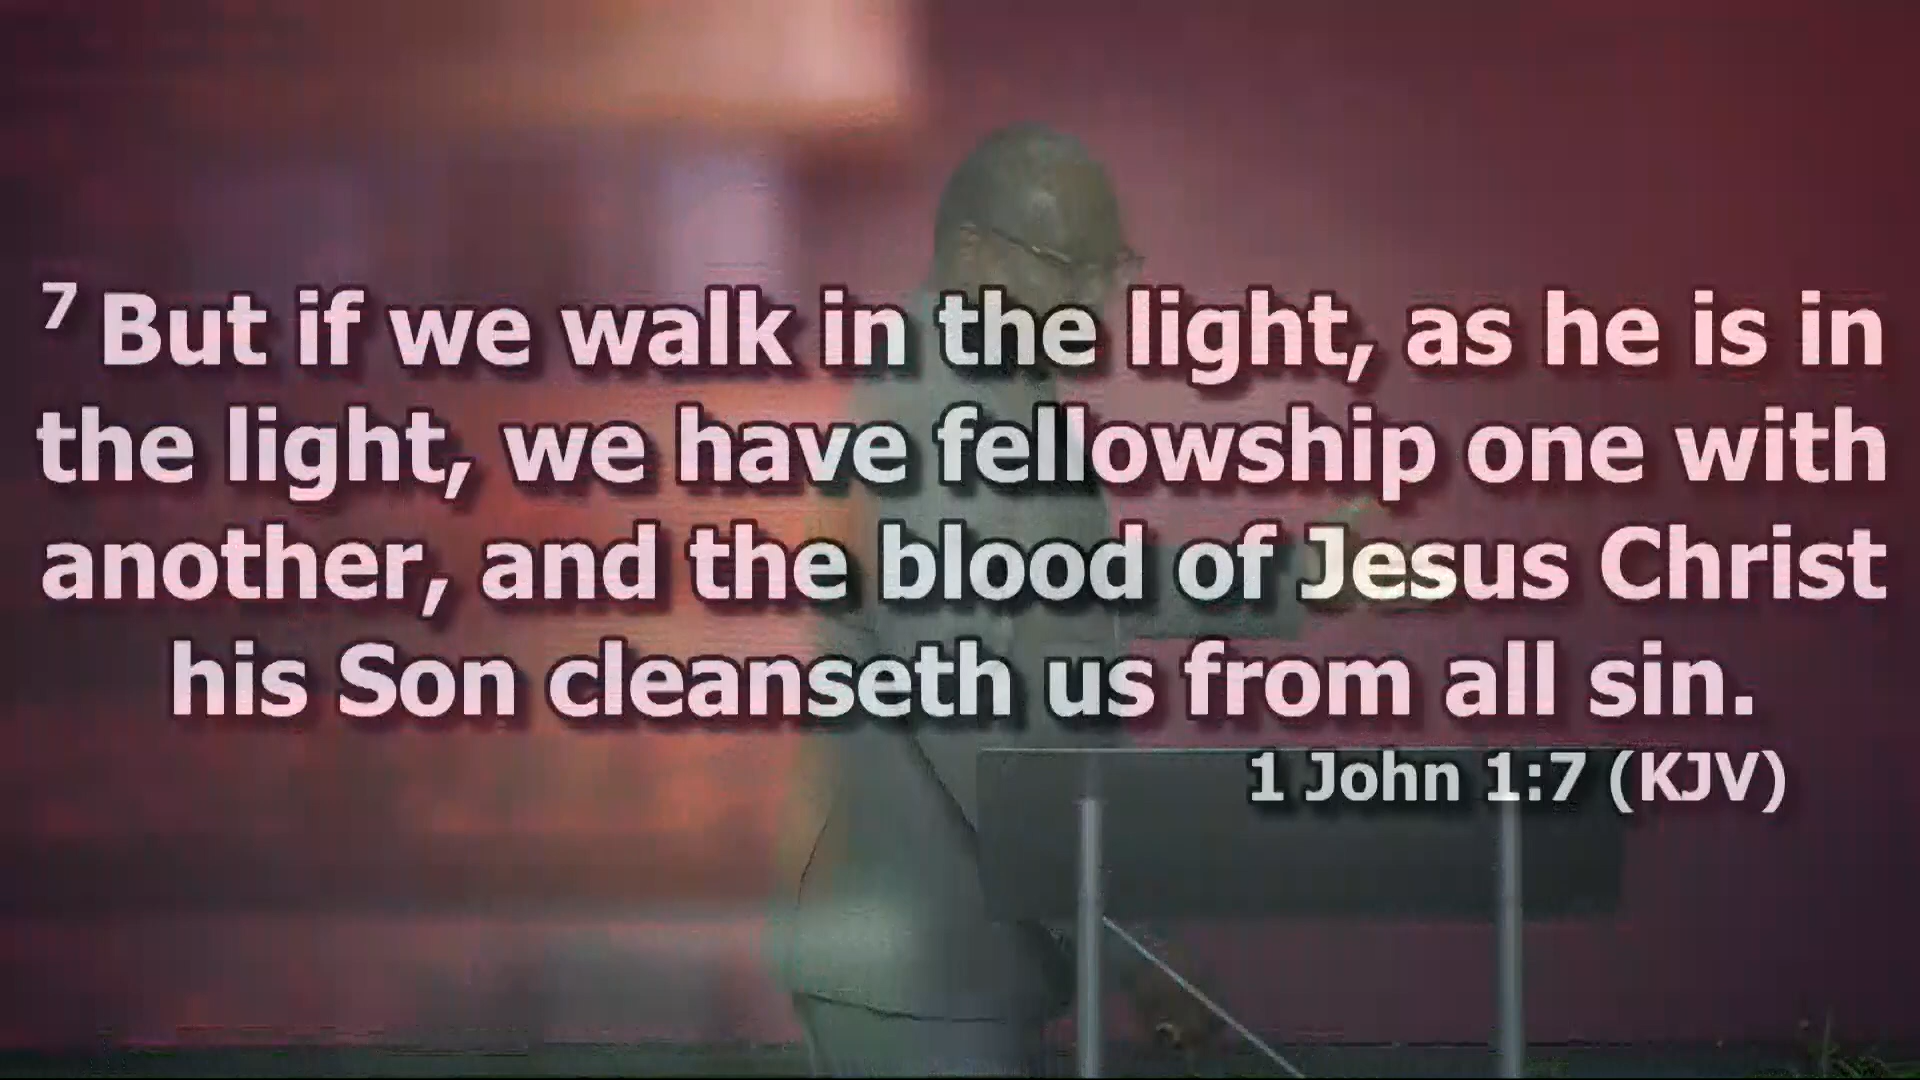 7 But if we walk in the light, as he is in
the light, we have fellowship one with
another, and the blood of Jesus Christ
his Son cleanseth us from all sin.
1 John 1:7 (KJV)